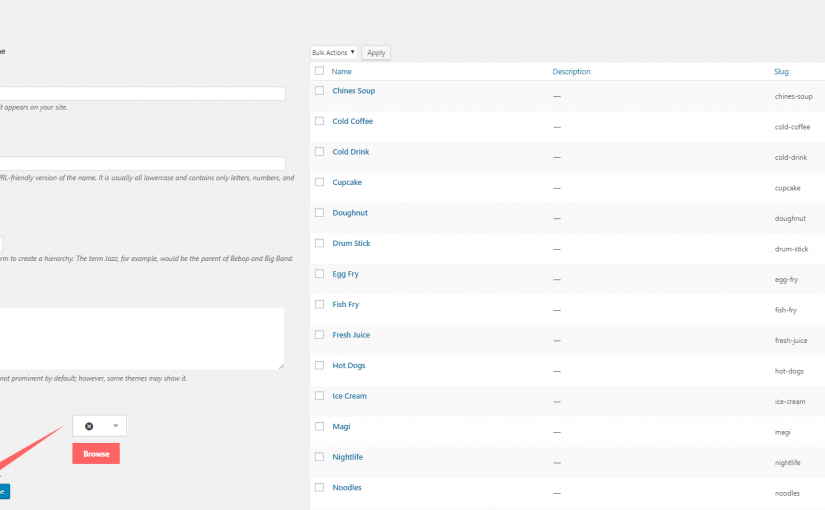 Bulk Actions
Apply
Name Description Slug
it appears on your site.
Chines Soup — chines-soup
Cold Coffee — cold-coffee
Cold Drink — cold-drink
URL-friendly version of the name. It is usually all lowercase and contains only letters, numbers, and
Cupcake — cupcake
Doughnut — doughnut
Drum Stick — drum-stick
rm to create a hierarchy. The term Jazz, for example, would be the parent of Bebop and Big Band.
Egg Fry — egg-fry
Fish Fry — fish-fry
Fresh Juice — fresh-juice
Hot Dogs — hot-dogs
not prominent by default; however, some themes may show it.
Ice Cream — ice-cream
Magi — magi
Browse
Nightlife — nightlife
Noodles — noodles